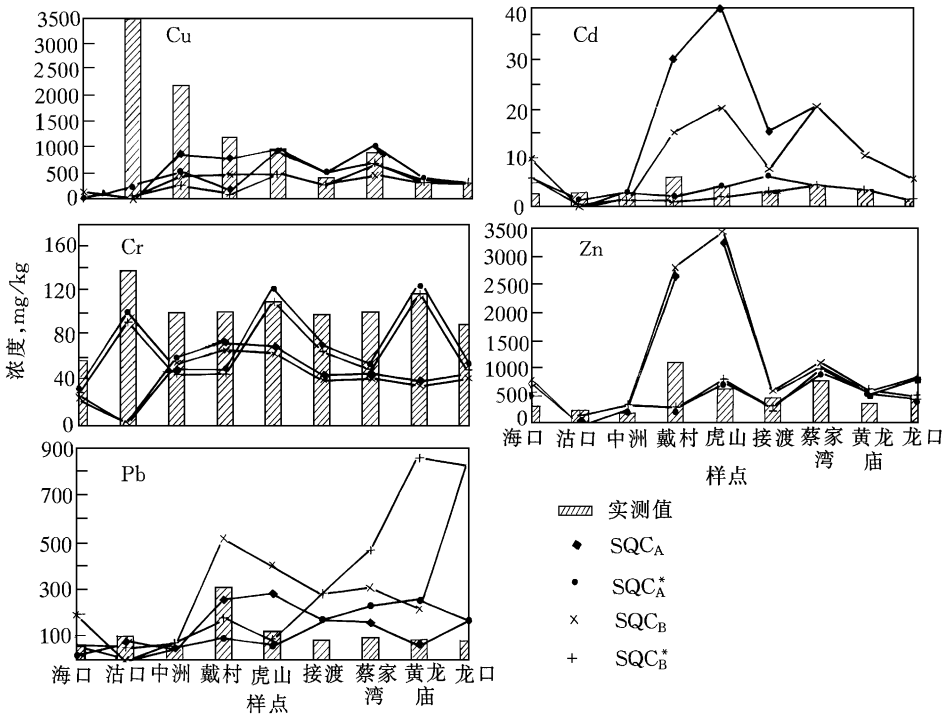 3500
3000
2500
2000
1500
1000
500
0
Cu
40
30
20
10
0
Cd
160
120
80
40
0
Cr
3500
3000
2500
2000
1500
1000
500
0
Zn
浓度,mg/kg
海口 沽口 中洲 戴村 虎山 接渡 蔡家湾 黄龙庙 龙口
样点
900
700
500
300
100
Pb
海口 沽口 中洲 戴村 虎山 接渡 蔡家湾 黄龙庙 龙口
样点
实测值
SQC_A
SQC_A^*
SQC_B
SQC_B^*